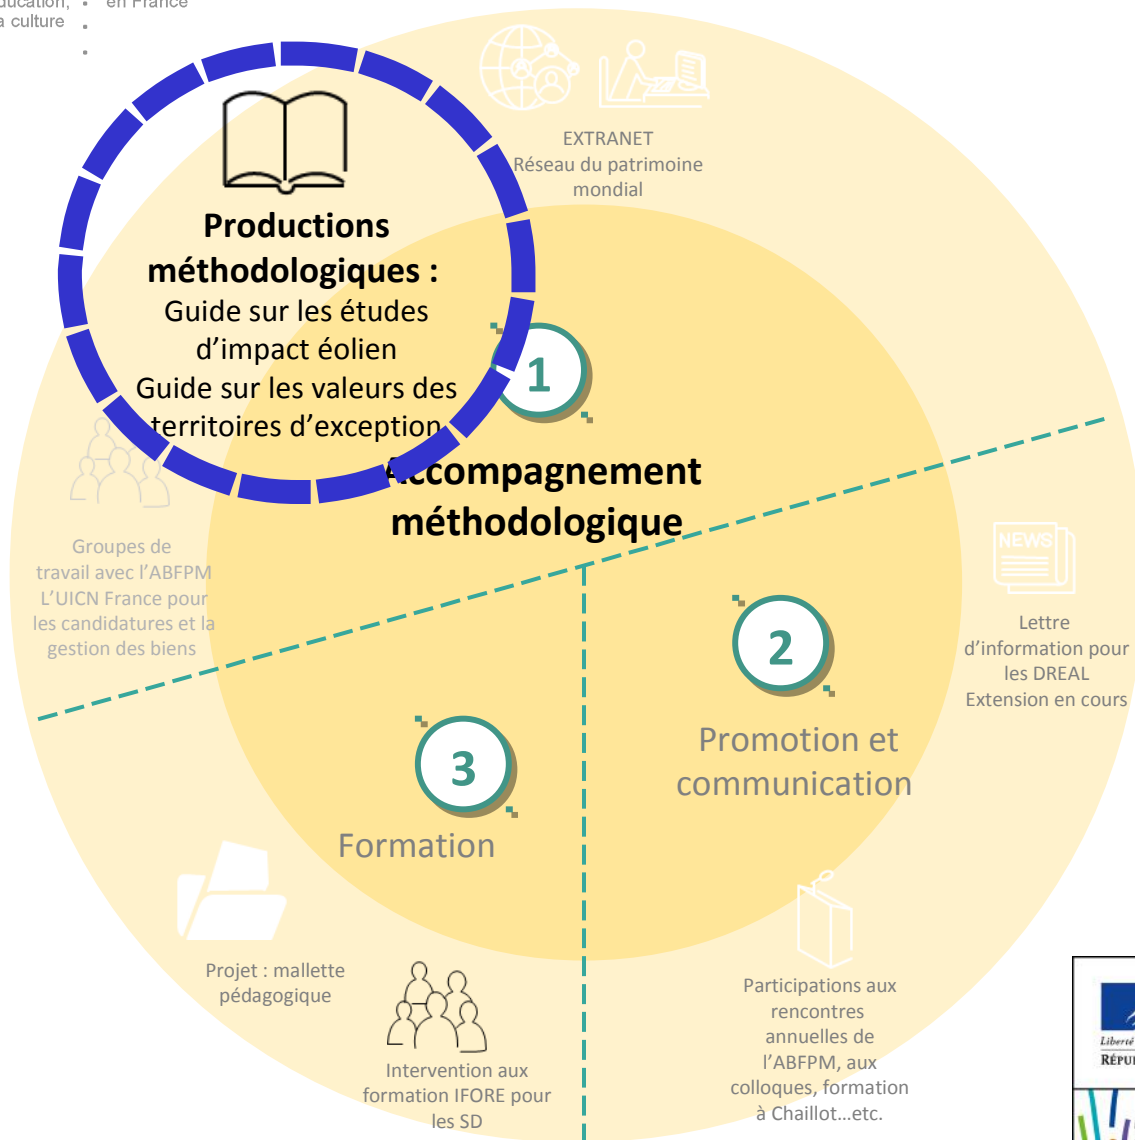 éducation,
la culture
en France
EXTRANET
Réseau du patrimoine
mondial
Productions
méthodologiques :
Guide sur les études
d’impact éolien
Guide sur les valeurs des
territoires d’exception
1
Accompagnement
méthodologique
Groupes de
travail avec l’ABFPM
L’UICN France pour
les candidatures et la
gestion des biens
NEWS
Lettre
d’information pour
les DREAL
Extension en cours
2
Promotion et
communication
3
Formation
Projet : mallette
pédagogique
Intervention aux
formation IFORE pour
les SD
Participations aux
rencontres
annuelles de
l’ABFPM, aux
colloques, formation
à Chaillot…etc.
Liberté
RÉPU